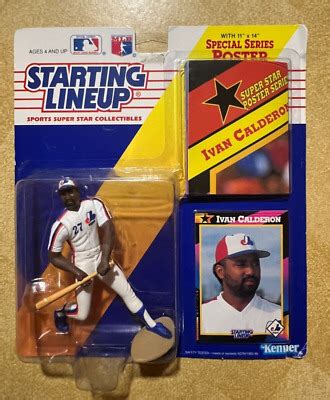 AGES 4 AND UP
STARTING
LINEUP
SPORTS SUPER STAR COLLECTIBLES
WITH 11" x 14"
SPECIAL SERIES
POSTER
SUPER STAR
POSTER SERIES
IVAN CALDERON
27
IVAN CALDERON
STARTING
LINEUP
Kenner